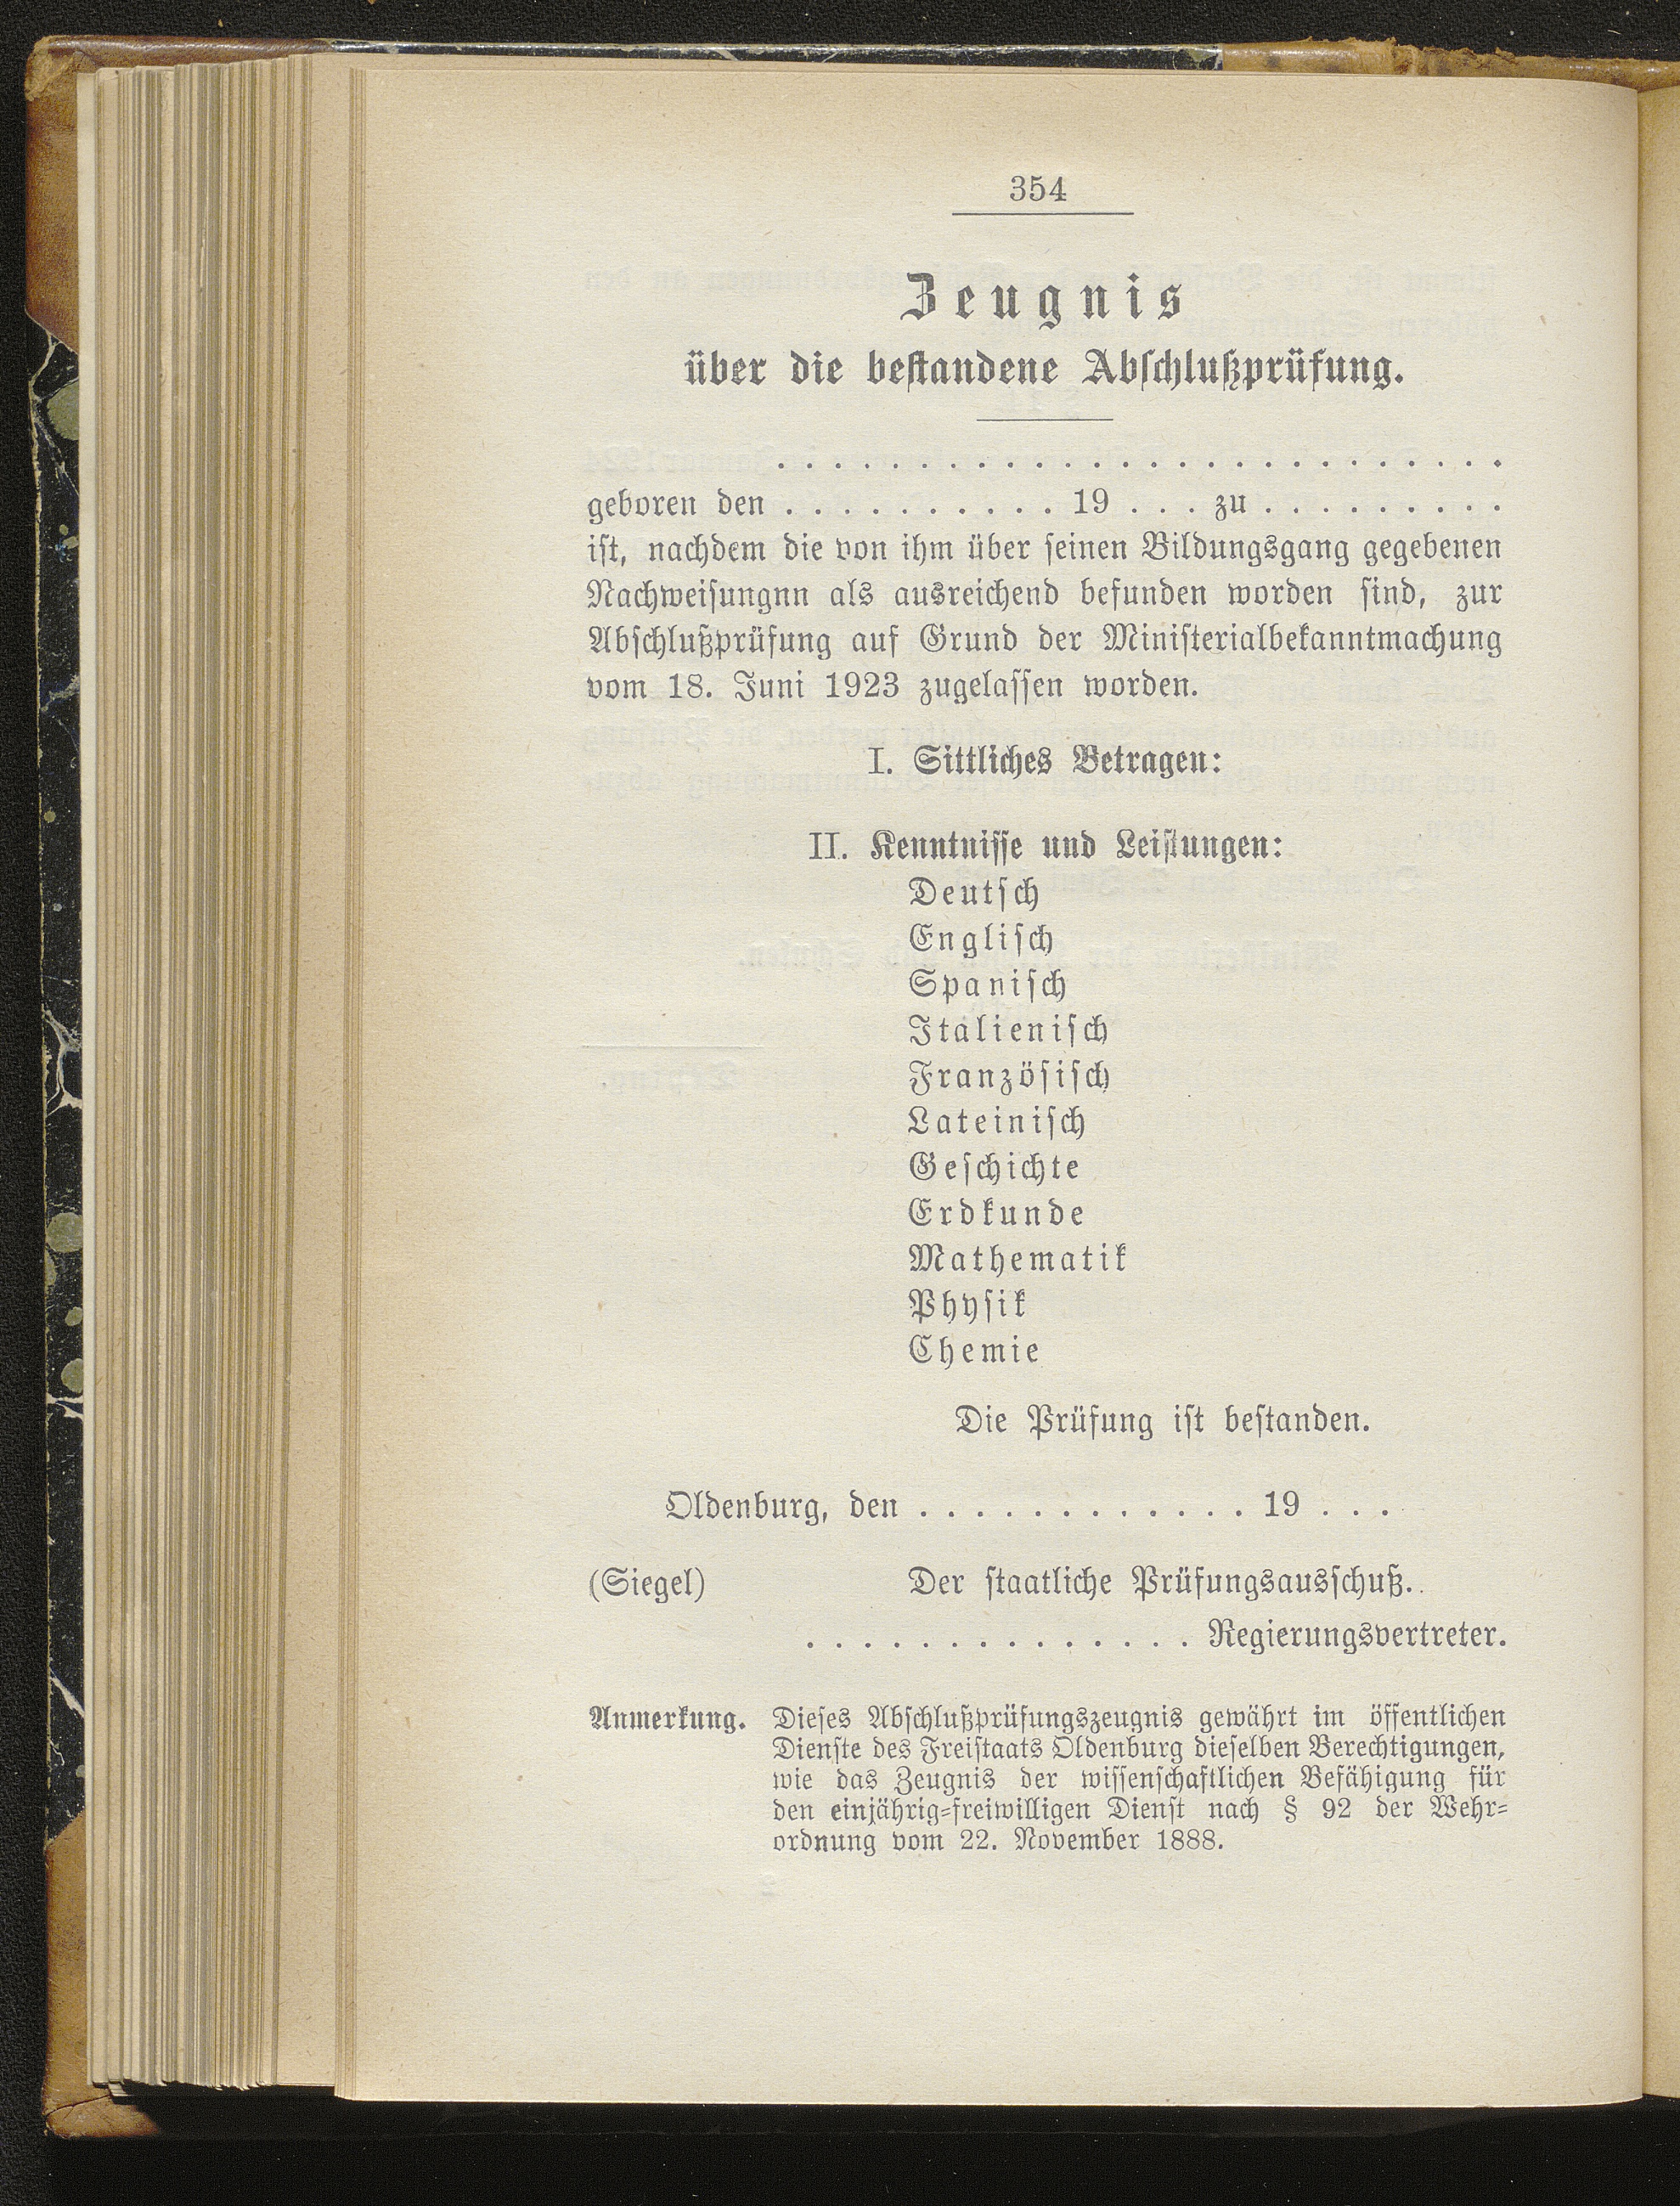 354
Zeugnis
über die bestandene Abschlußprüfung.
. . . . . . . . . . . . . . . . . . . . . . . . . .
geboren den . . . . . . . . . . 19 . . . zu . . . . . . . . .
ist, nachdem die von ihm über seinen Bildungsgang gegebenen
Nachweisungnn als ausreichend befunden worden sind, zur
Abschlußprüfung auf Grund der Ministerialbekanntmachung
vom 18. Juni 1923 zugelassen worden.
I. Sittliches Betragen:
II. Kenntnisse und Leistungen:
Deutsch
Englisch
Spanisch
Italienisch
Französisch
Lateinisch
Geschichte
Erdkunde
Mathematik
Physik
Chemie
Die Prüfung ist bestanden.
Oldenburg, den . . . . . . . . . . . . 19 . . .
(Siegel) Der staatliche Prüfungsausschuß.
. . . . . . . . . . . . . . Regierungsvertreter.
Anmerkung. Dieses Abschlußprüfungszeugnis gewährt im öffentlichen
Dienste des Freistaats Oldenburg dieselben Berechtigungen,
wie das Zeugnis der wissenschaftlichen Befähigung für
den einjährig-freiwilligen Dienst nach § 92 der Wehr-
ordnung vom 22. November 1888.